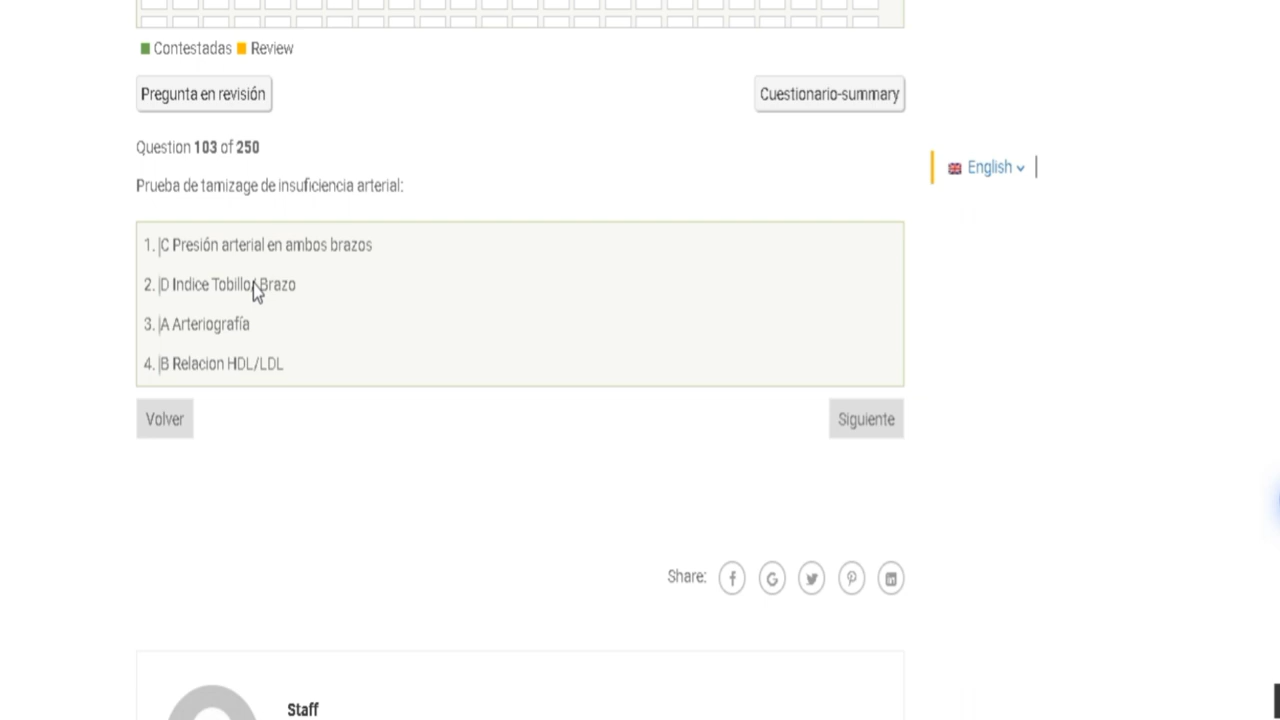 Contestadas Review
Pregunta en revisión Cuestionario-summary
Question 103 of 250
English
Prueba de tamizage de insuficiencia arterial:
1. C Presión arterial en ambos brazos
2. D Indice Tobillo/ Brazo
3. A Arteriografía
4. B Relacion HDL/LDL
Volver Siguiente
Share:
Staff